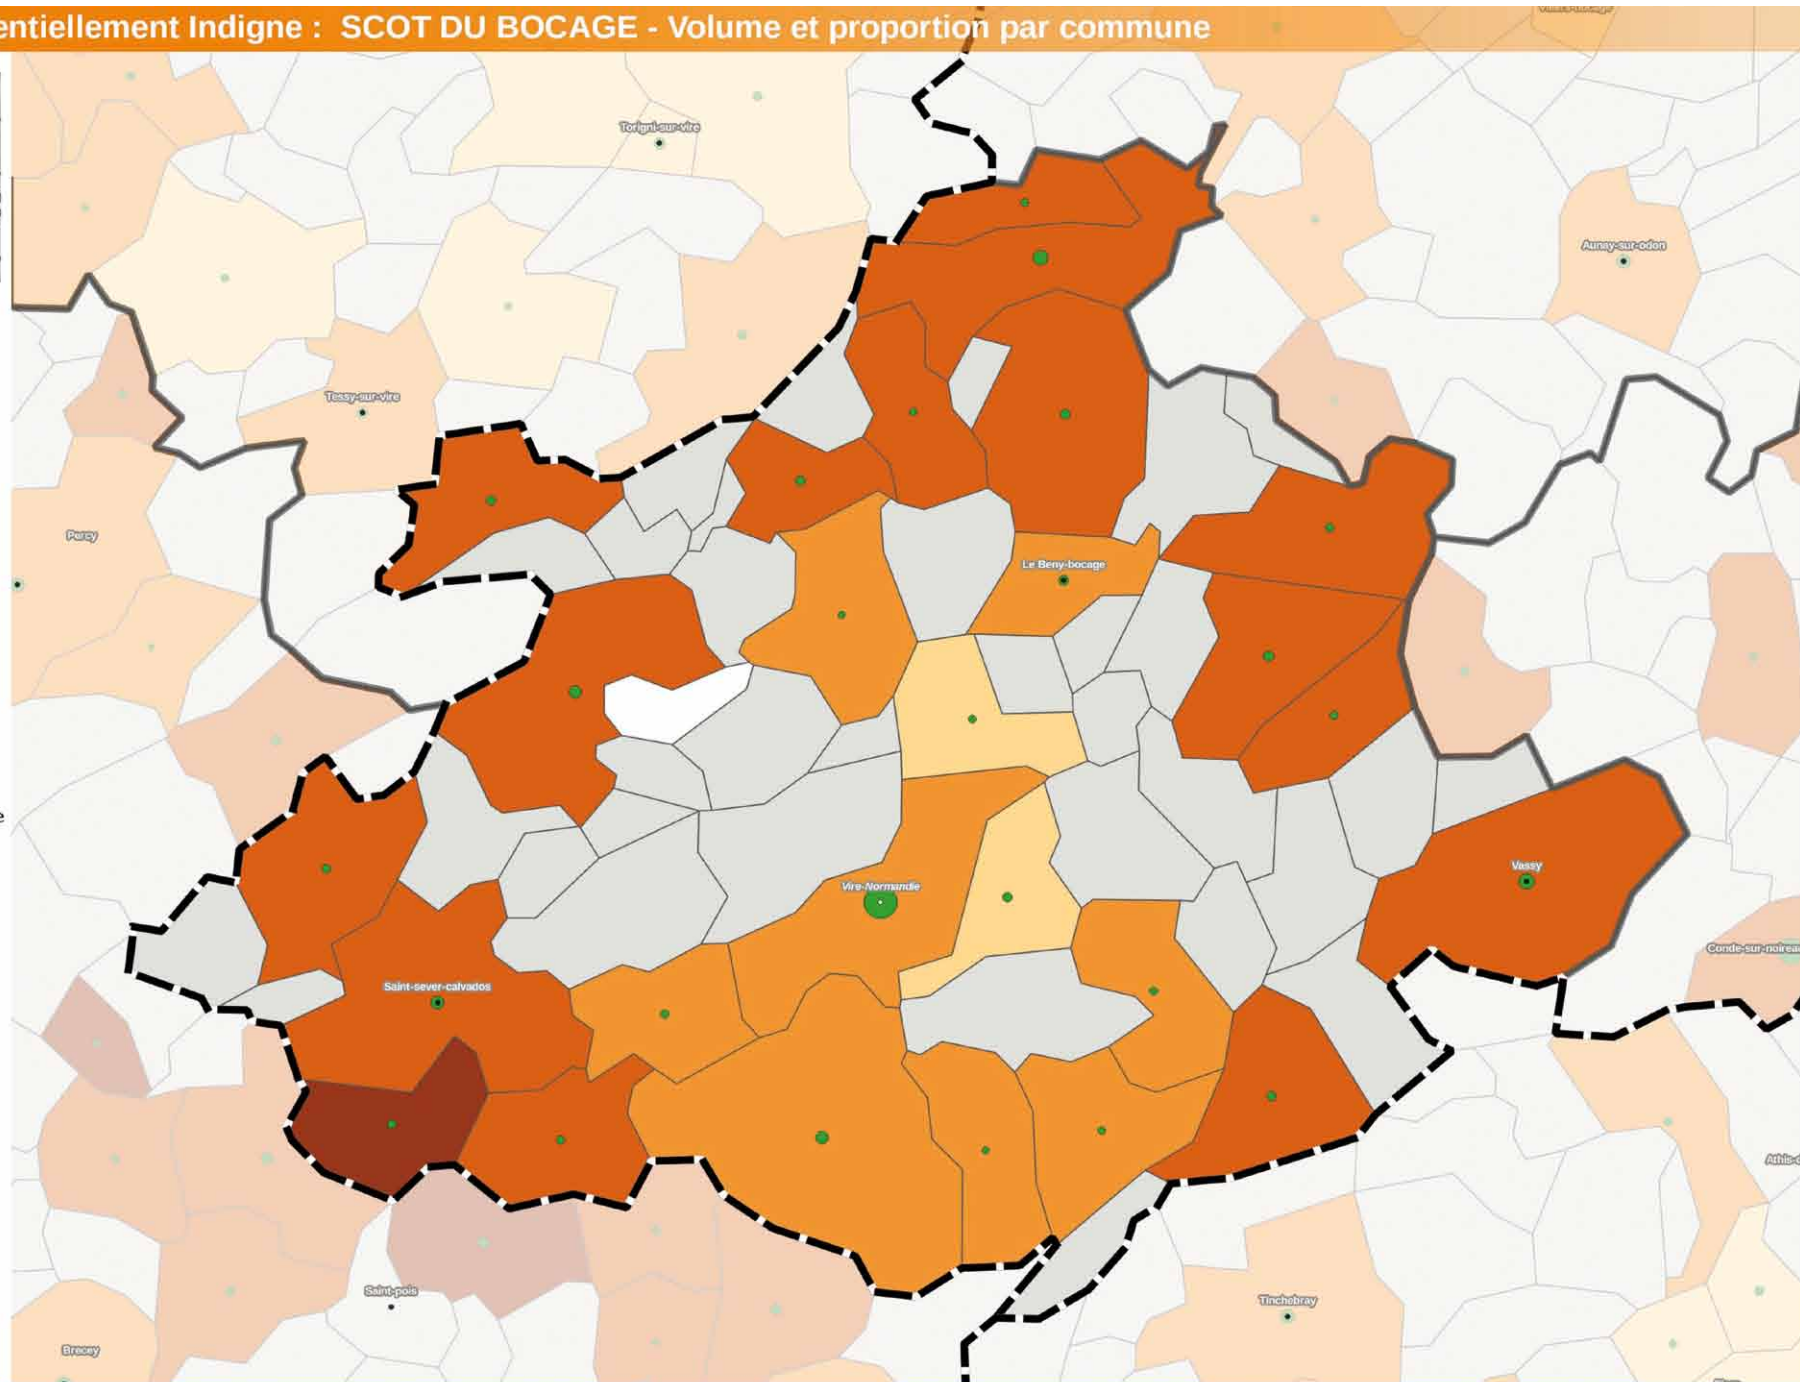 entiellement Indigne : SCOT DU BOCAGE - Volume et proportion par commune
Torigni-sur-vire
Aunay-sur-odon
Tessy-sur-vire
Percy
Le Beny-bocage
e
Vassy
Vire-Normandie
Conde-sur-noireau
Saint-sever-calvados
Athis-d
Saint-pois
Tinchebray
Brecey